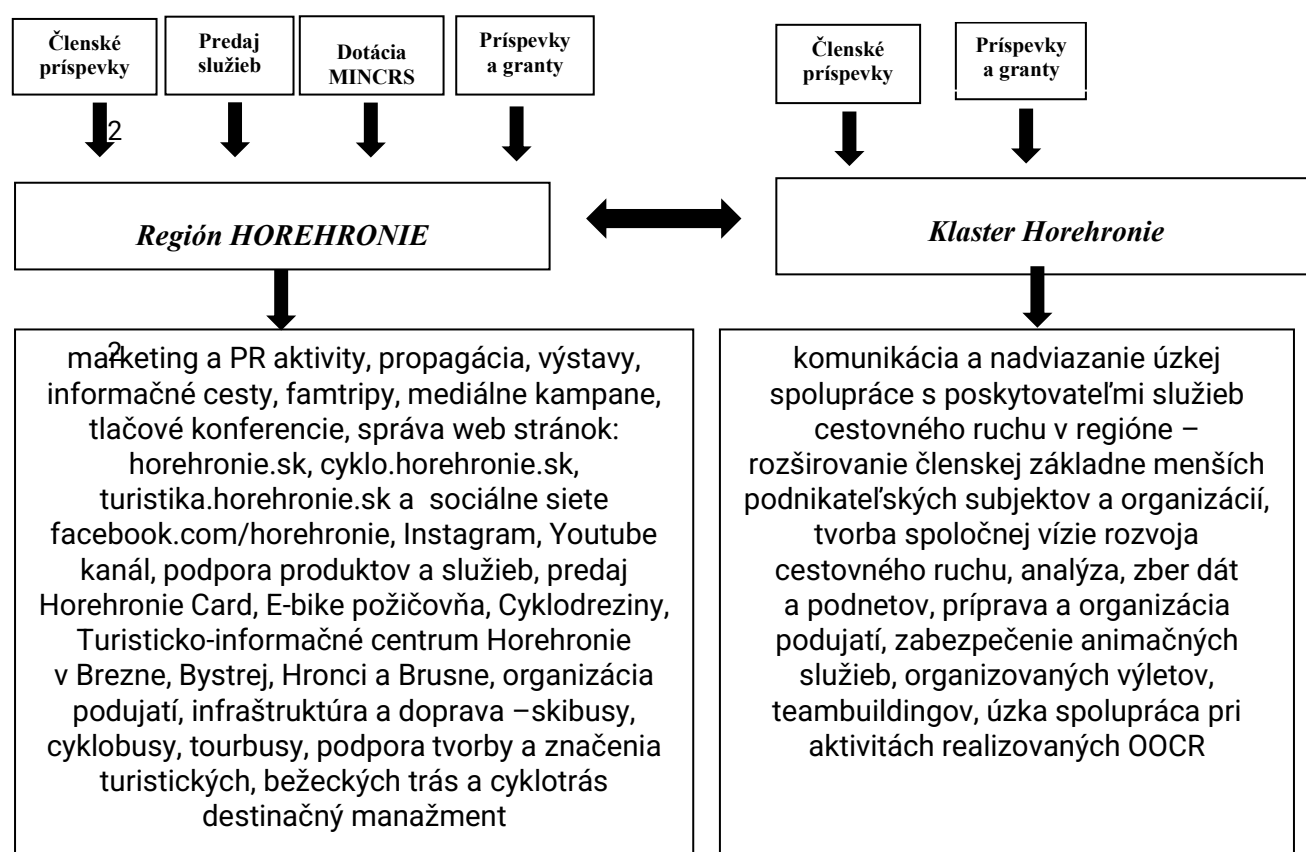 Členské
príspevky
Predaj
služieb
Dotácia
MINCRS
Príspevky
a granty
Členské
príspevky
Príspevky
a granty
2
Región HOREHRONIE
Klaster Horehronie
2
marketing a PR aktivity, propagácia, výstavy,
informačné cesty, famtripy, mediálne kampane,
tlačové konferencie, správa web stránok:
horehronie.sk, cyklo.horehronie.sk,
turistika.horehronie.sk a sociálne siete
facebook.com/horehronie, Instagram, Youtube
kanál, podpora produktov a služieb, predaj
Horehronie Card, E-bike požičovňa, Cyklodreziny,
Turisticko-informačné centrum Horehronie
v Brezne, Bystrej, Hronci a Brusne, organizácia
podujatí, infraštruktúra a doprava –skibusy,
cyklobusy, tourbusy, podpora tvorby a značenia
turistických, bežeckých trás a cyklotrás
destinačný manažment
komunikácia a nadviazanie úzkej
spolupráce s poskytovateľmi služieb
cestovného ruchu v regióne –
rozširovanie členskej základne menších
podnikateľských subjektov a organizácií,
tvorba spoločnej vízie rozvoja
cestovného ruchu, analýza, zber dát
a podnetov, príprava a organizácia
podujatí, zabezpečenie animačných
služieb, organizovaných výletov,
teambuildingov, úzka spolupráca pri
aktivitách realizovaných OOCR